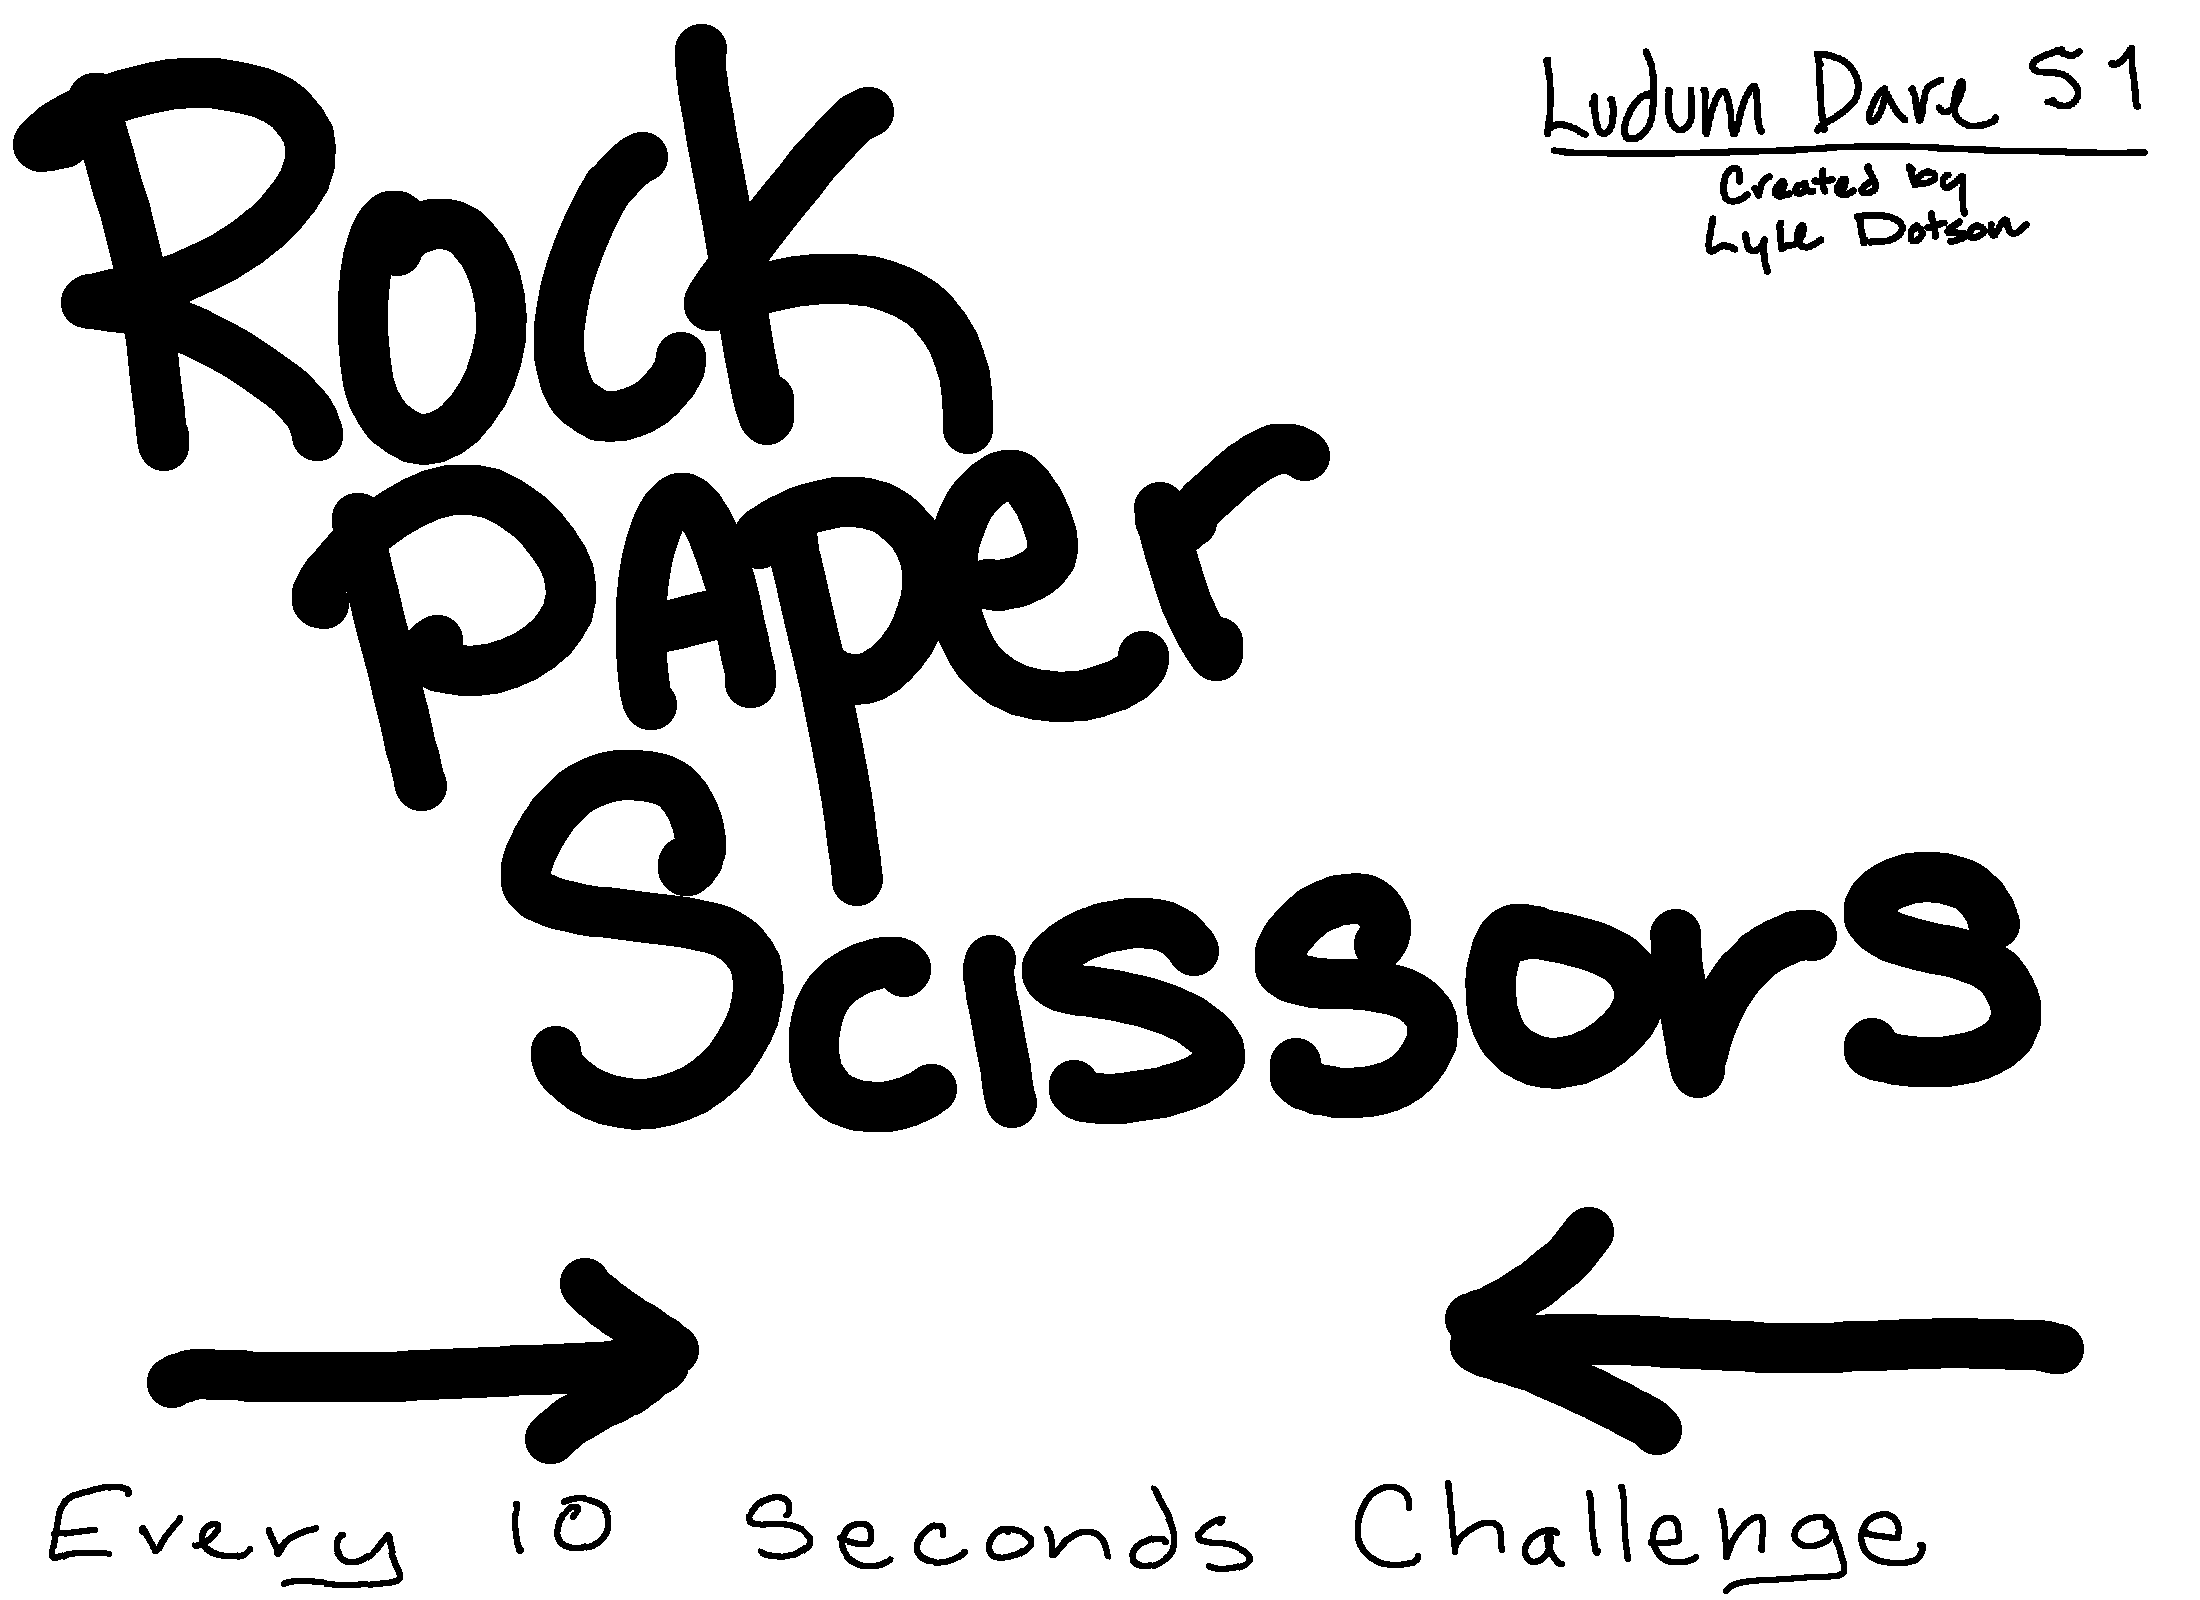 Rock
Paper
Scissors
Ludum Dare 51
Created by
Lyle Dotson
Every 10 Seconds Challenge